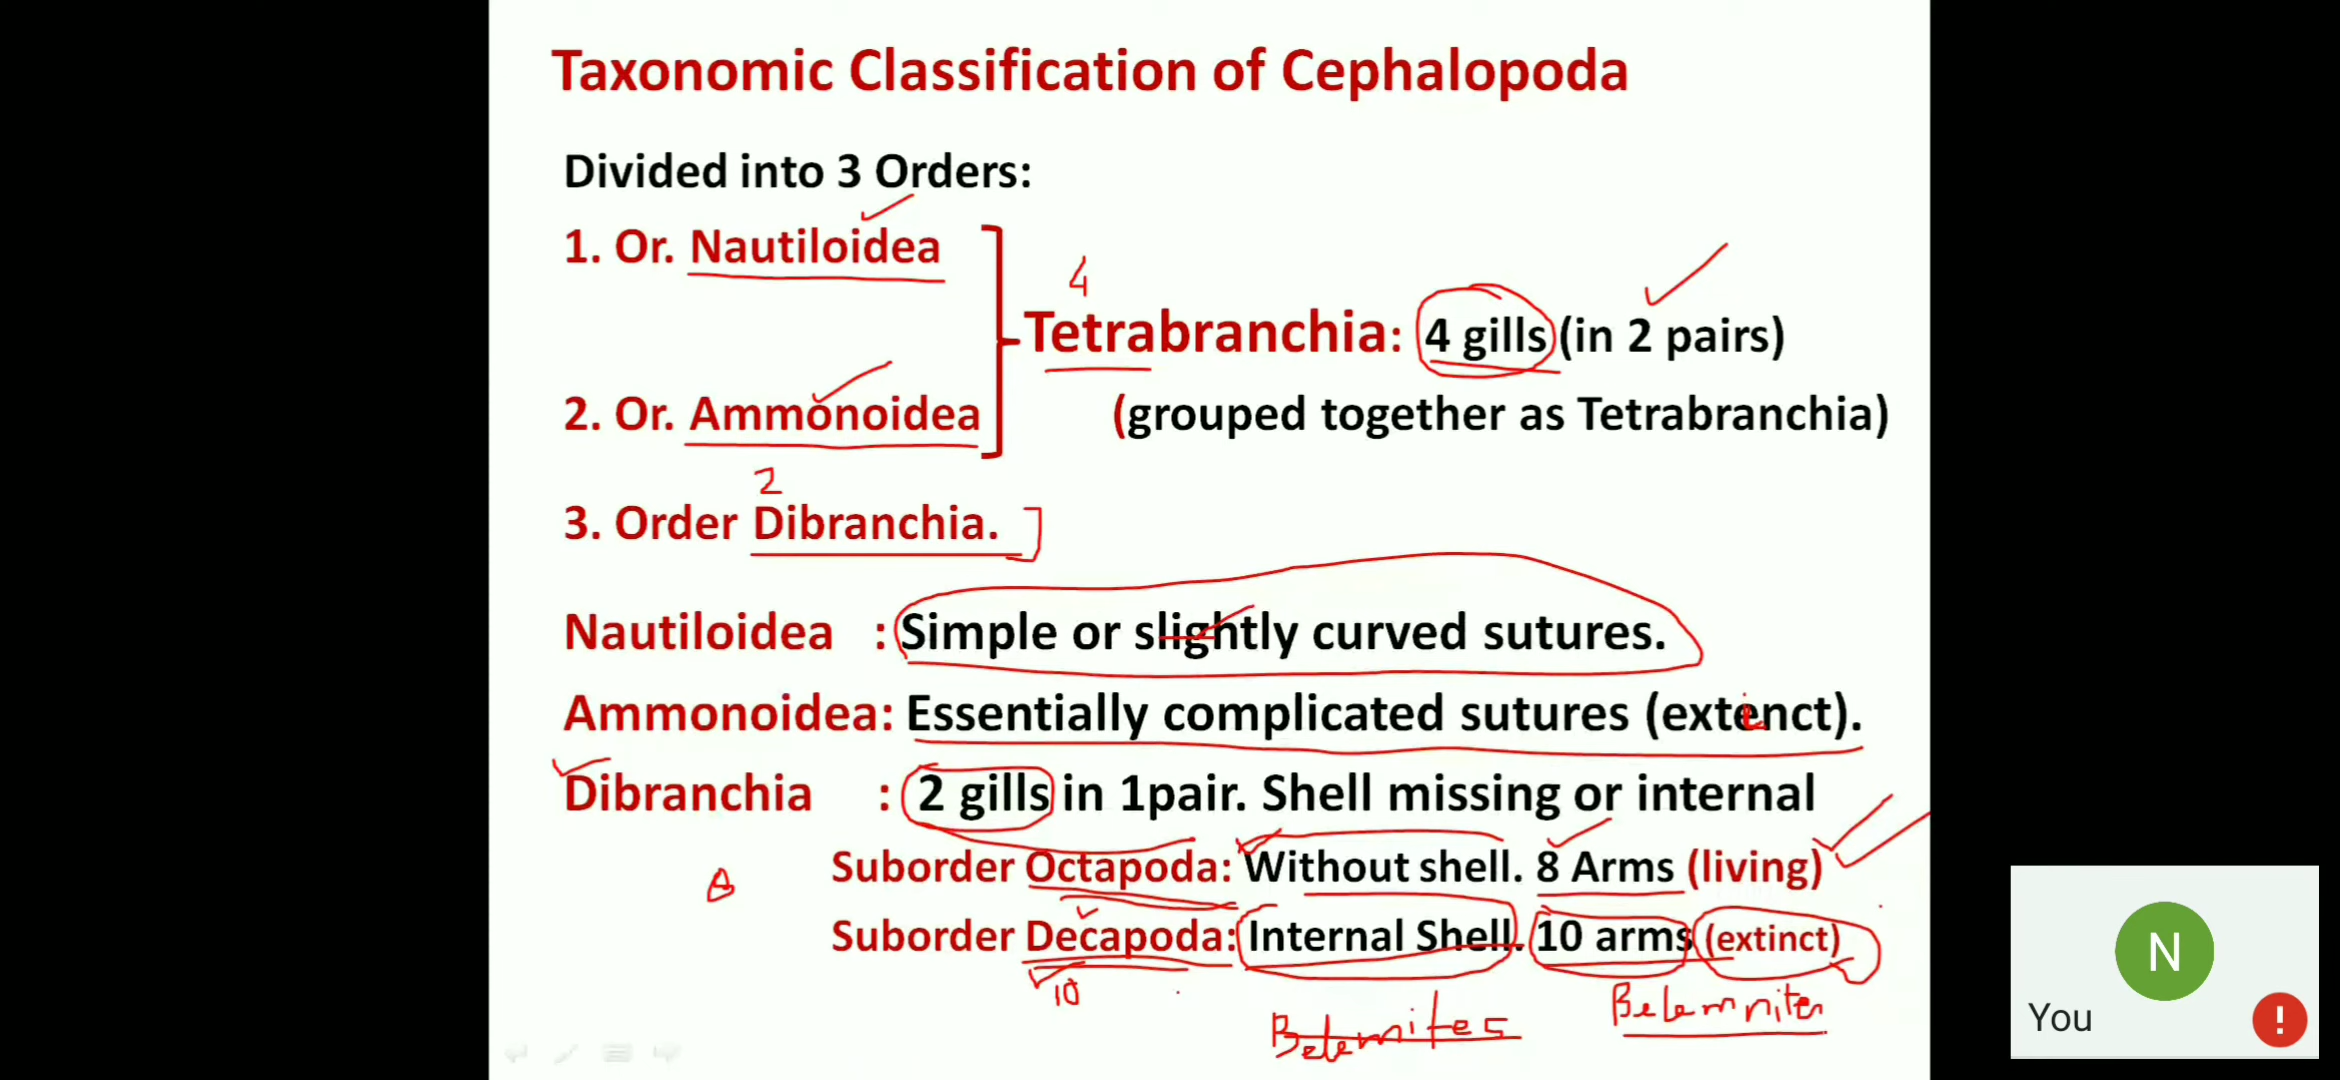 Taxonomic Classification of Cephalopoda
Divided into 3 Orders:
1. Or. Nautiloidea
4
Tetrabranchia: 4 gills (in 2 pairs)
2. Or. Ammonoidea (grouped together as Tetrabranchia)
2
3. Order Dibranchia.
Nautiloidea : Simple or slightly curved sutures.
Ammonoidea: Essentially complicated sutures (extinct).
Dibranchia : 2 gills in 1pair. Shell missing or internal
Suborder Octapoda: Without shell. 8 Arms (living)
Suborder Decapoda: Internal Shell. 10 arms (extinct)
10
Belemnites
Belemites
N
You
!